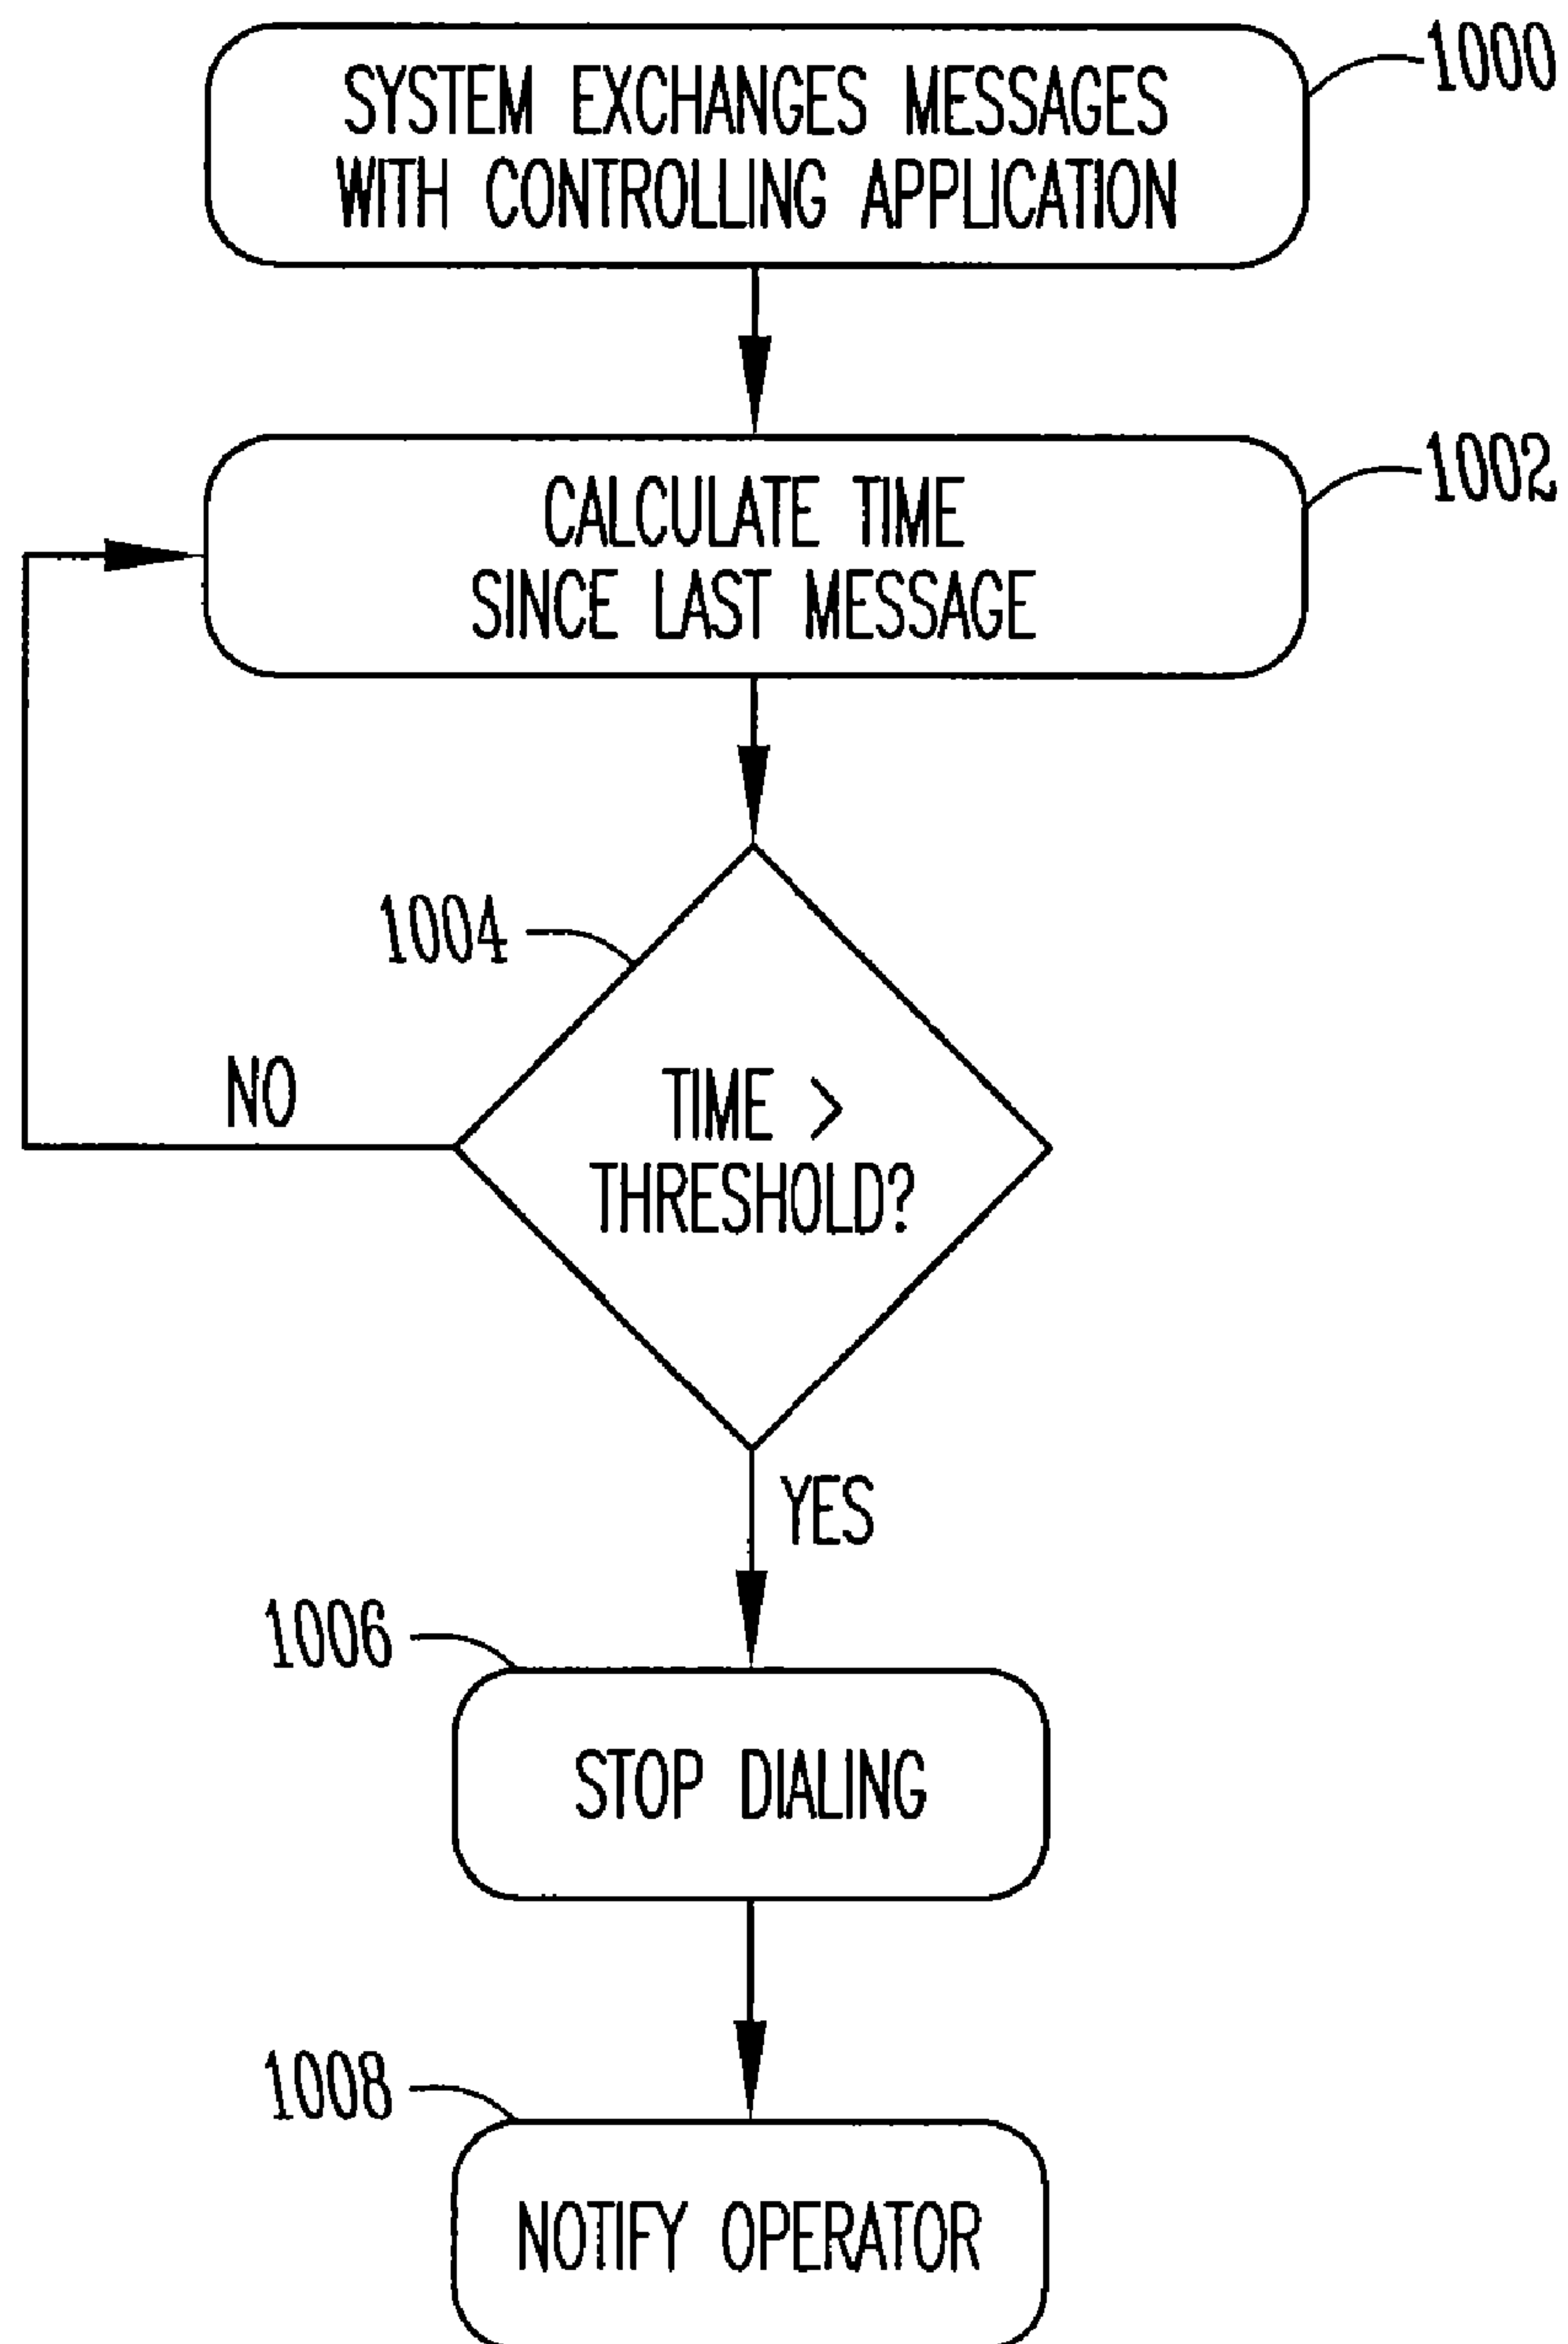 1000
SYSTEM EXCHANGES MESSAGES
WITH CONTROLLING APPLICATION
1002
CALCULATE TIME
SINCE LAST MESSAGE
1004
NO
TIME >
THRESHOLD?
YES
1006
STOP DIALING
1008
NOTIFY OPERATOR